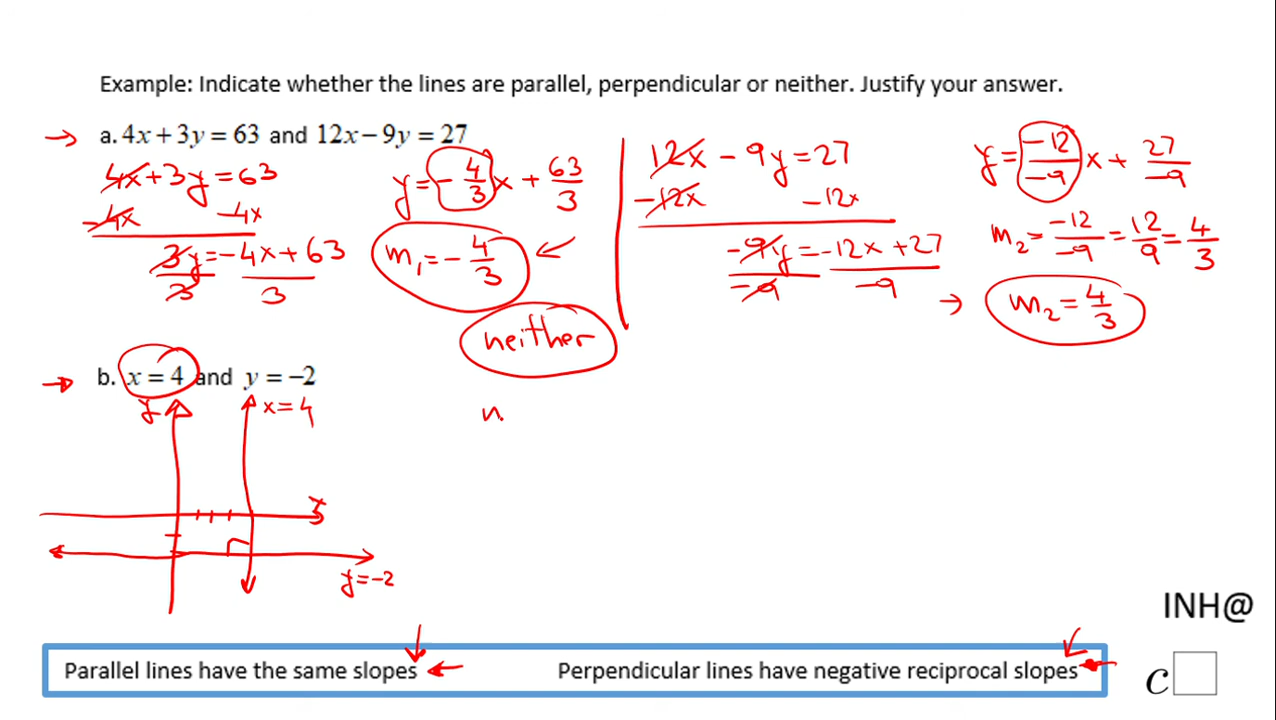 Example: Indicate whether the lines are parallel, perpendicular or neither. Justify your answer.
→ a. 4x + 3y = 63 and 12x − 9y = 27
4x + 3y = 63
−4x −4x
3y = −4x + 63
3 3
y = −4/3 x + 63/3
m₁ = −4/3 ←
neither
12x − 9y = 27
−12x −12x
−9y = −12x + 27
−9 −9
y = −12/−9 x + 27/−9
m₂ = −12/−9 = 12/9 = 4/3
→ m₂ = 4/3
→ b. x = 4 and y = −2
y x = 4
n
x
y = −2
INH@
Parallel lines have the same slopes ←
Perpendicular lines have negative reciprocal slopes ←
c